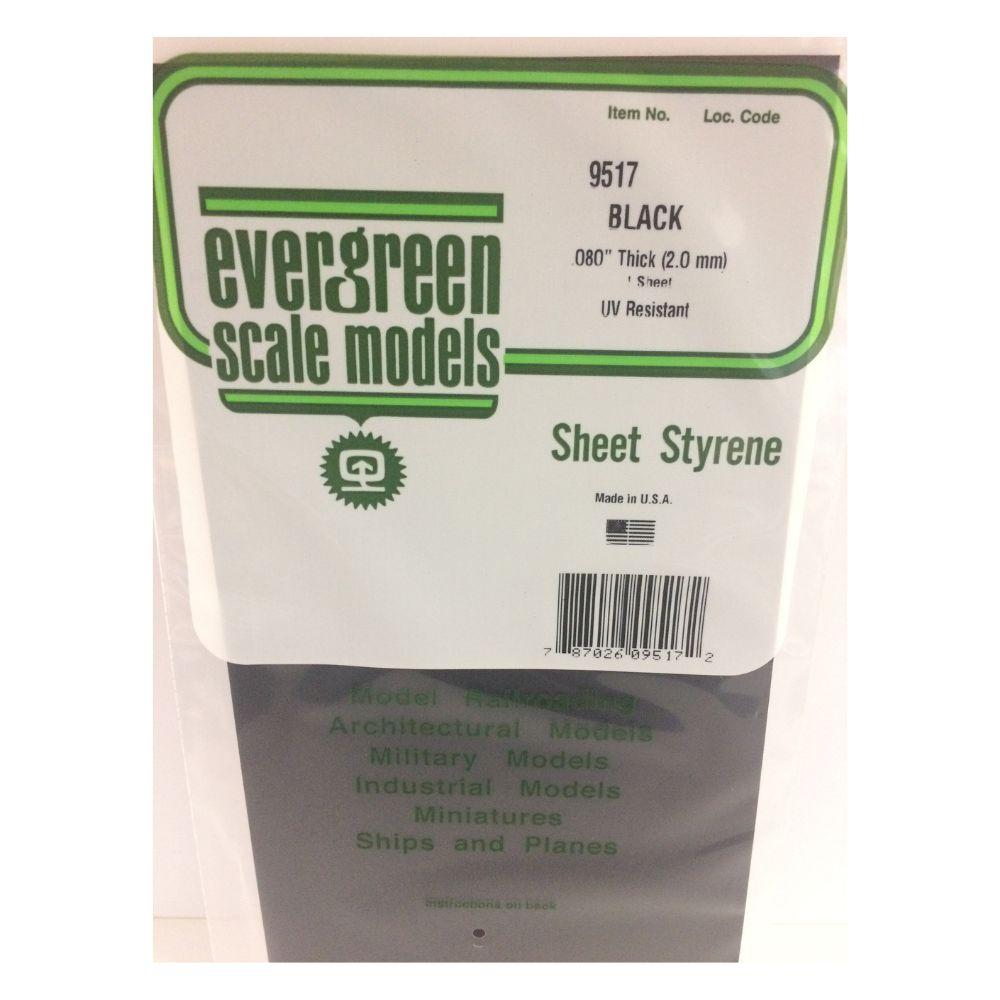 Item No. Loc. Code
9517
BLACK
.080" Thick (2.0 mm)
1 Sheet
UV Resistant
evergreen
scale models
Sheet Styrene
Made in U.S.A.
7 87026 09517 2
Model Railroading
Architectural Models
Military Models
Industrial Models
Miniatures
Ships and Planes
instructions on back